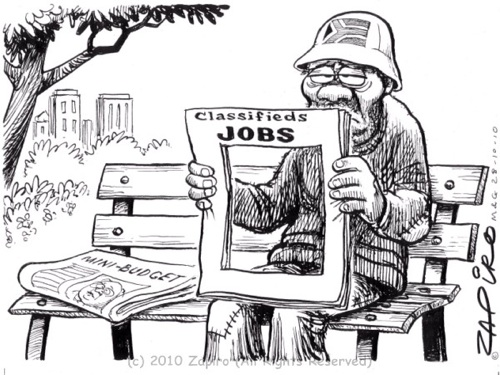 Classifieds
JOBS
MINI-BUDGET
© ZAPIRO M&G 28-10-10
(c) 2010 Zapiro (All Rights Reserved)